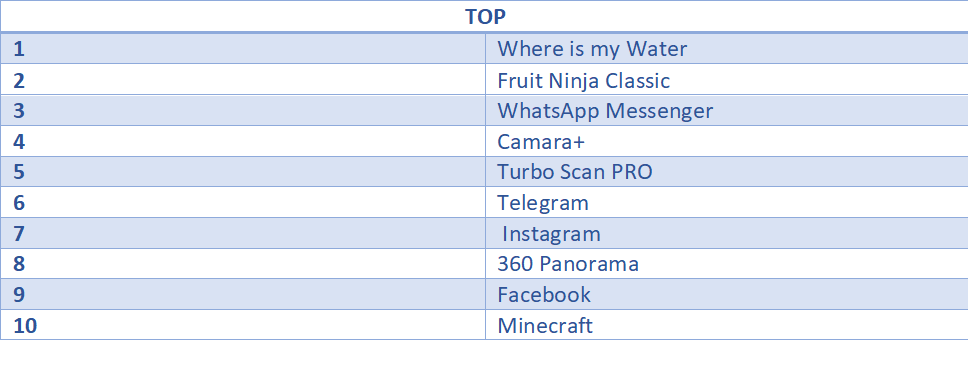 TOP
1 Where is my Water
2 Fruit Ninja Classic
3 WhatsApp Messenger
4 Camara+
5 Turbo Scan PRO
6 Telegram
7 Instagram
8 360 Panorama
9 Facebook
10 Minecraft